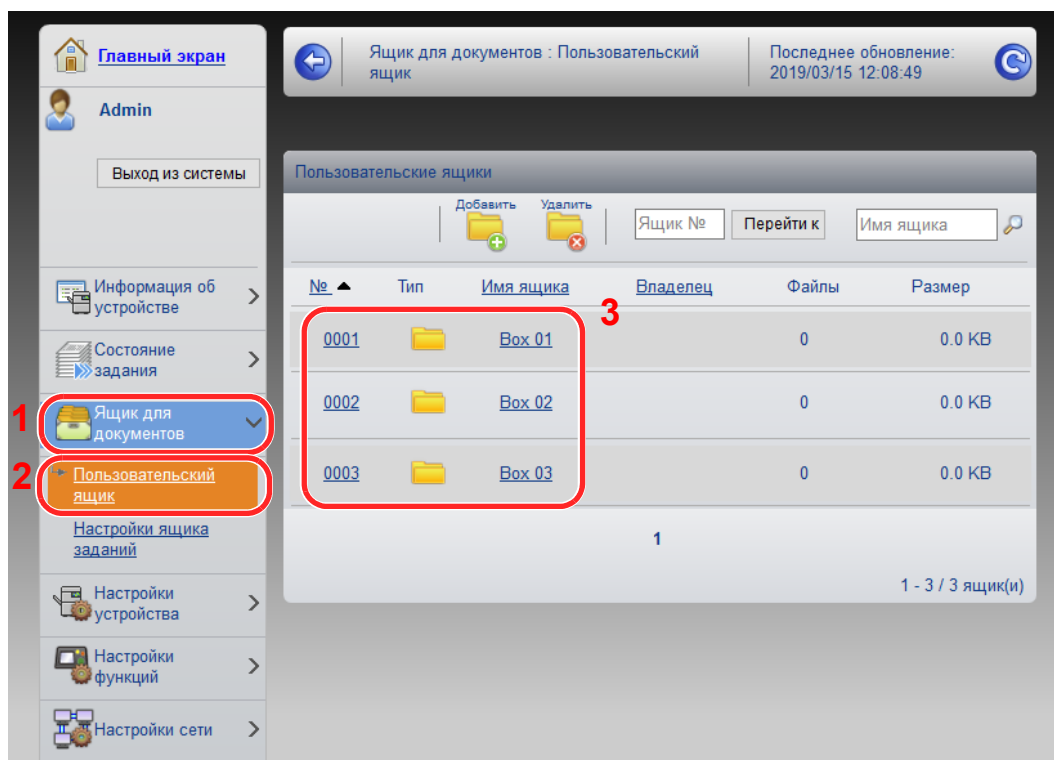 Главный экран
Admin
Выход из системы
Информация об
устройстве
Состояние
задания
1
Ящик для
документов
2
Пользовательский
ящик
Настройки ящика
заданий
Настройки
устройства
Настройки
функций
Настройки сети
Ящик для документов : Пользовательский
ящик
Последнее обновление:
2019/03/15 12:08:49
Пользовательские ящики
Добавить Удалить
Ящик № Перейти к Имя ящика
№ Тип Имя ящика Владелец Файлы Размер
3
0001 Box 01 0 0.0 KB
0002 Box 02 0 0.0 KB
0003 Box 03 0 0.0 KB
1
1 - 3 / 3 ящик(и)